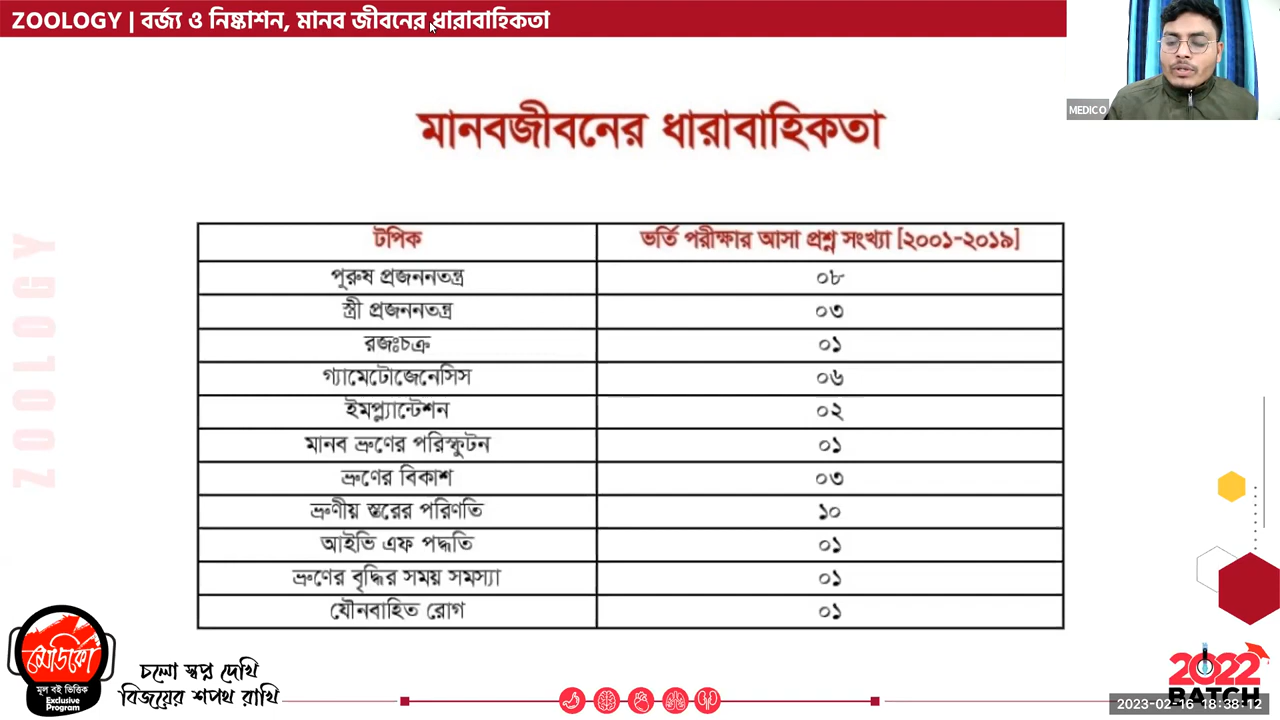 ZOOLOGY | বর্জ্য ও নিষ্কাশন, মানব জীবনের ধারাবাহিকতা
MEDICO
মানবজীবনের ধারাবাহিকতা
টপিক ভর্তি পরীক্ষার আসা প্রশ্ন সংখ্যা [২০০১-২০১৯]
পুরুষ প্রজননতন্ত্র ০৮
স্ত্রী প্রজননতন্ত্র ০৩
রজঃচক্র ০১
গ্যামেটোজেনেসিস ০৬
ইমপ্ল্যান্টেশন ০২
মানব ভ্রুণের পরিস্ফুটন ০১
ভ্রুণের বিকাশ ০৩
ভ্রুণীয় স্তরের পরিণতি ১০
আইভি এফ পদ্ধতি ০১
ভ্রুণের বৃদ্ধির সময় সমস্যা ০১
যৌনবাহিত রোগ ০১
ZOOLOGY
মেডিকো
মূল বই ভিত্তিক
Exclusive
Program
চলো স্বপ্ন দেখি
বিজয়ের শপথ রাখি
2022
BATCH
2023-02-16 18:38:12